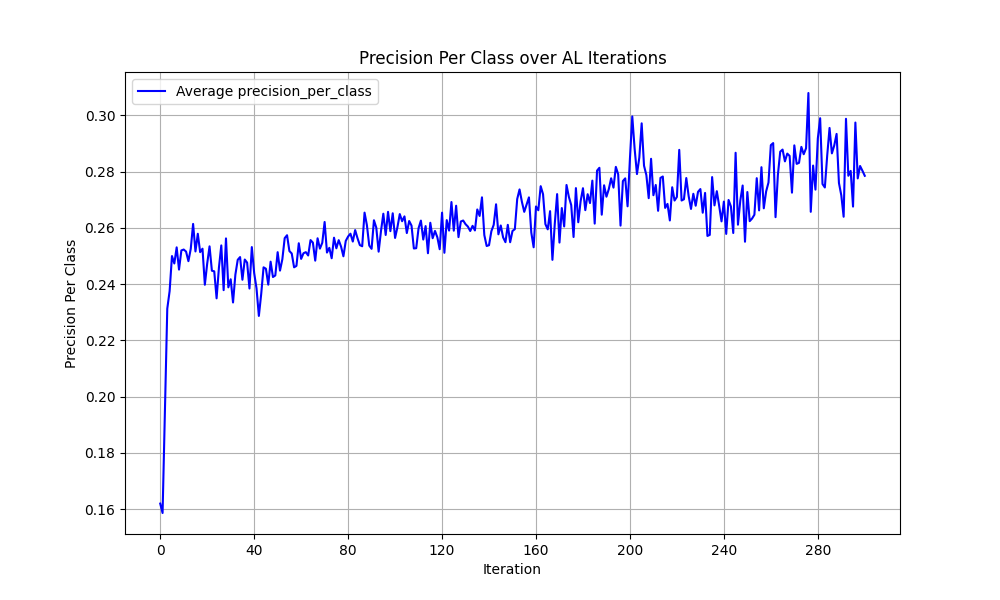 Precision Per Class over AL Iterations
Average precision_per_class
Precision Per Class
0.30
0.28
0.26
0.24
0.22
0.20
0.18
0.16
0 40 80 120 160 200 240 280
Iteration